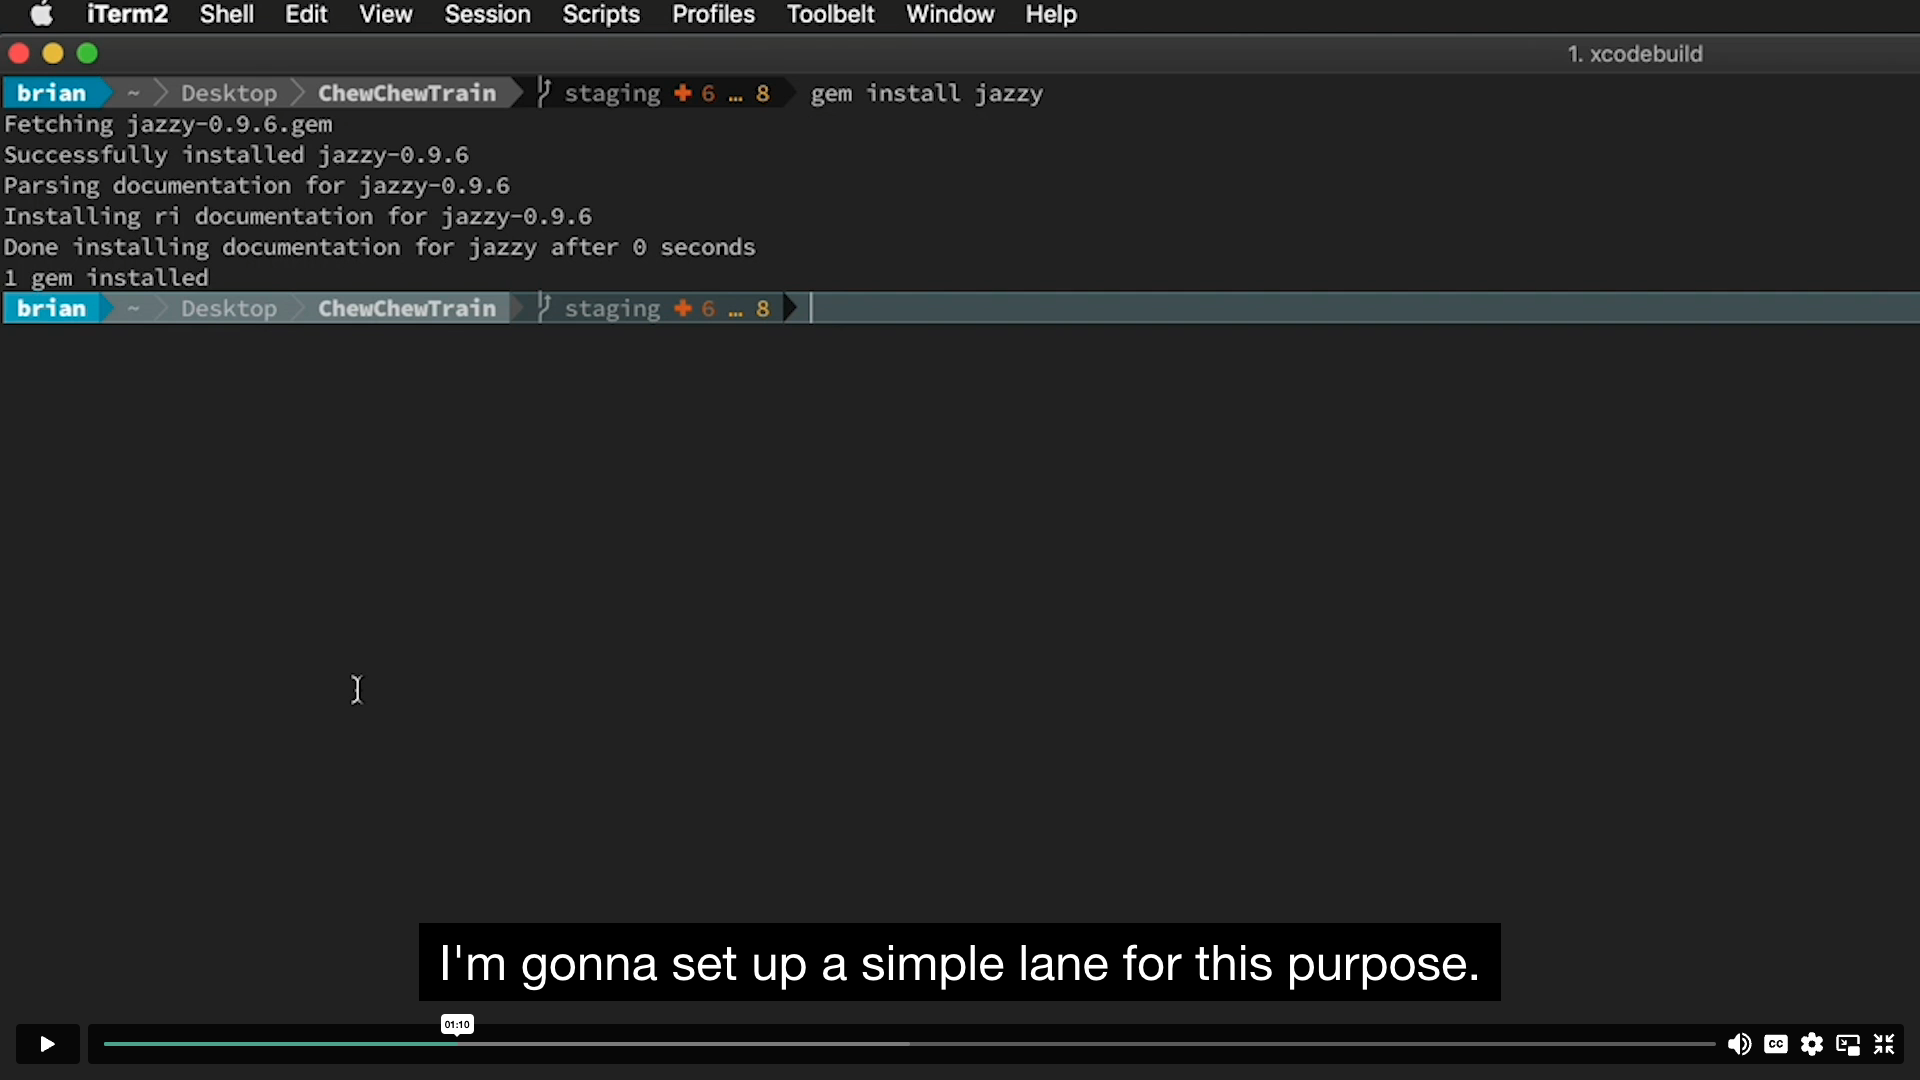 iTerm2 Shell Edit View Session Scripts Profiles Toolbelt Window Help
1. xcodebuild
brian ~ Desktop ChewChewTrain staging ✚ 6 … 8 gem install jazzy
Fetching jazzy-0.9.6.gem
Successfully installed jazzy-0.9.6
Parsing documentation for jazzy-0.9.6
Installing ri documentation for jazzy-0.9.6
Done installing documentation for jazzy after 0 seconds
1 gem installed
brian ~ Desktop ChewChewTrain staging ✚ 6 … 8
I'm gonna set up a simple lane for this purpose.
01:10
CC